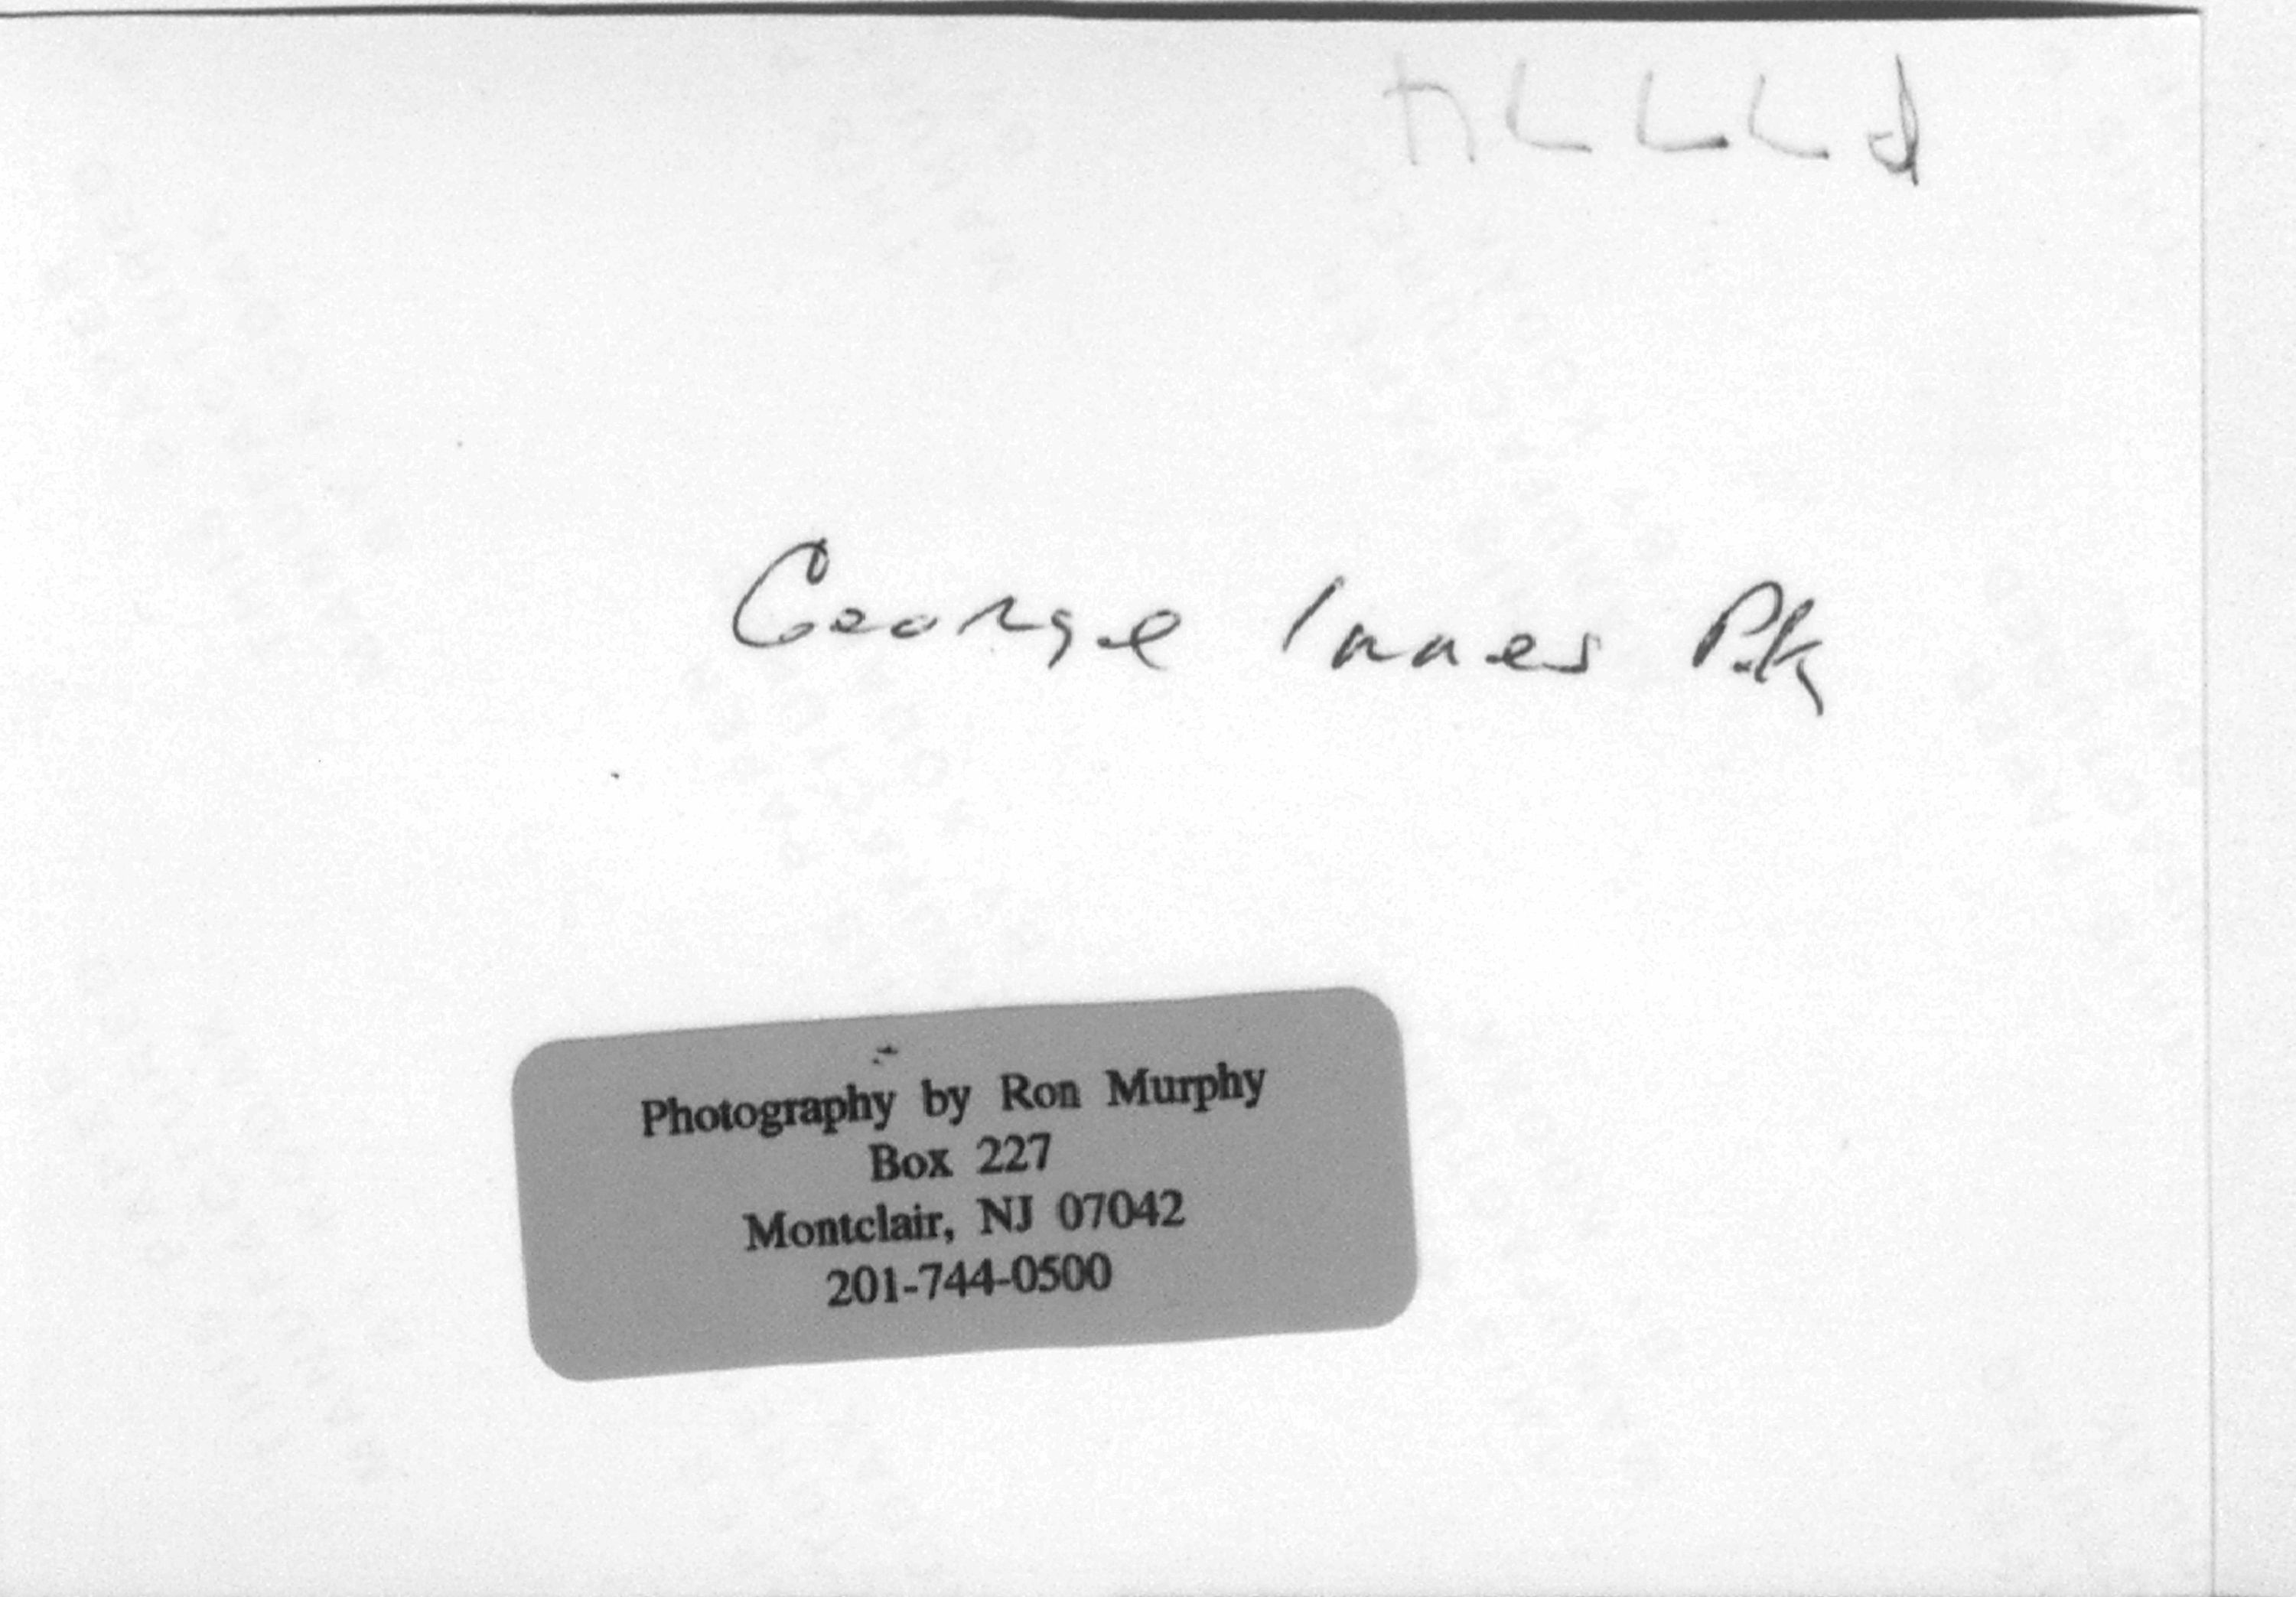 George Innes Pk
Photography by Ron Murphy
Box 227
Montclair, NJ 07042
201-744-0500